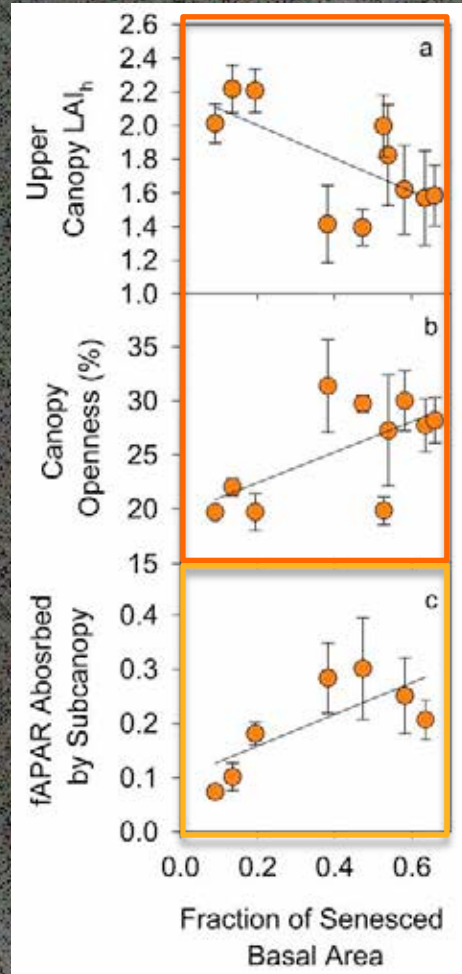 2.6
2.4
2.2
2.0
1.8
1.6
1.4
1.2
1.0
Upper
Canopy LAIh
a
35
30
25
20
15
Canopy
Openness (%)
b
0.4
0.3
0.2
0.1
0.0
fAPAR Abosrbed
by Subcanopy
c
0.0 0.2 0.4 0.6
Fraction of Senesced
Basal Area